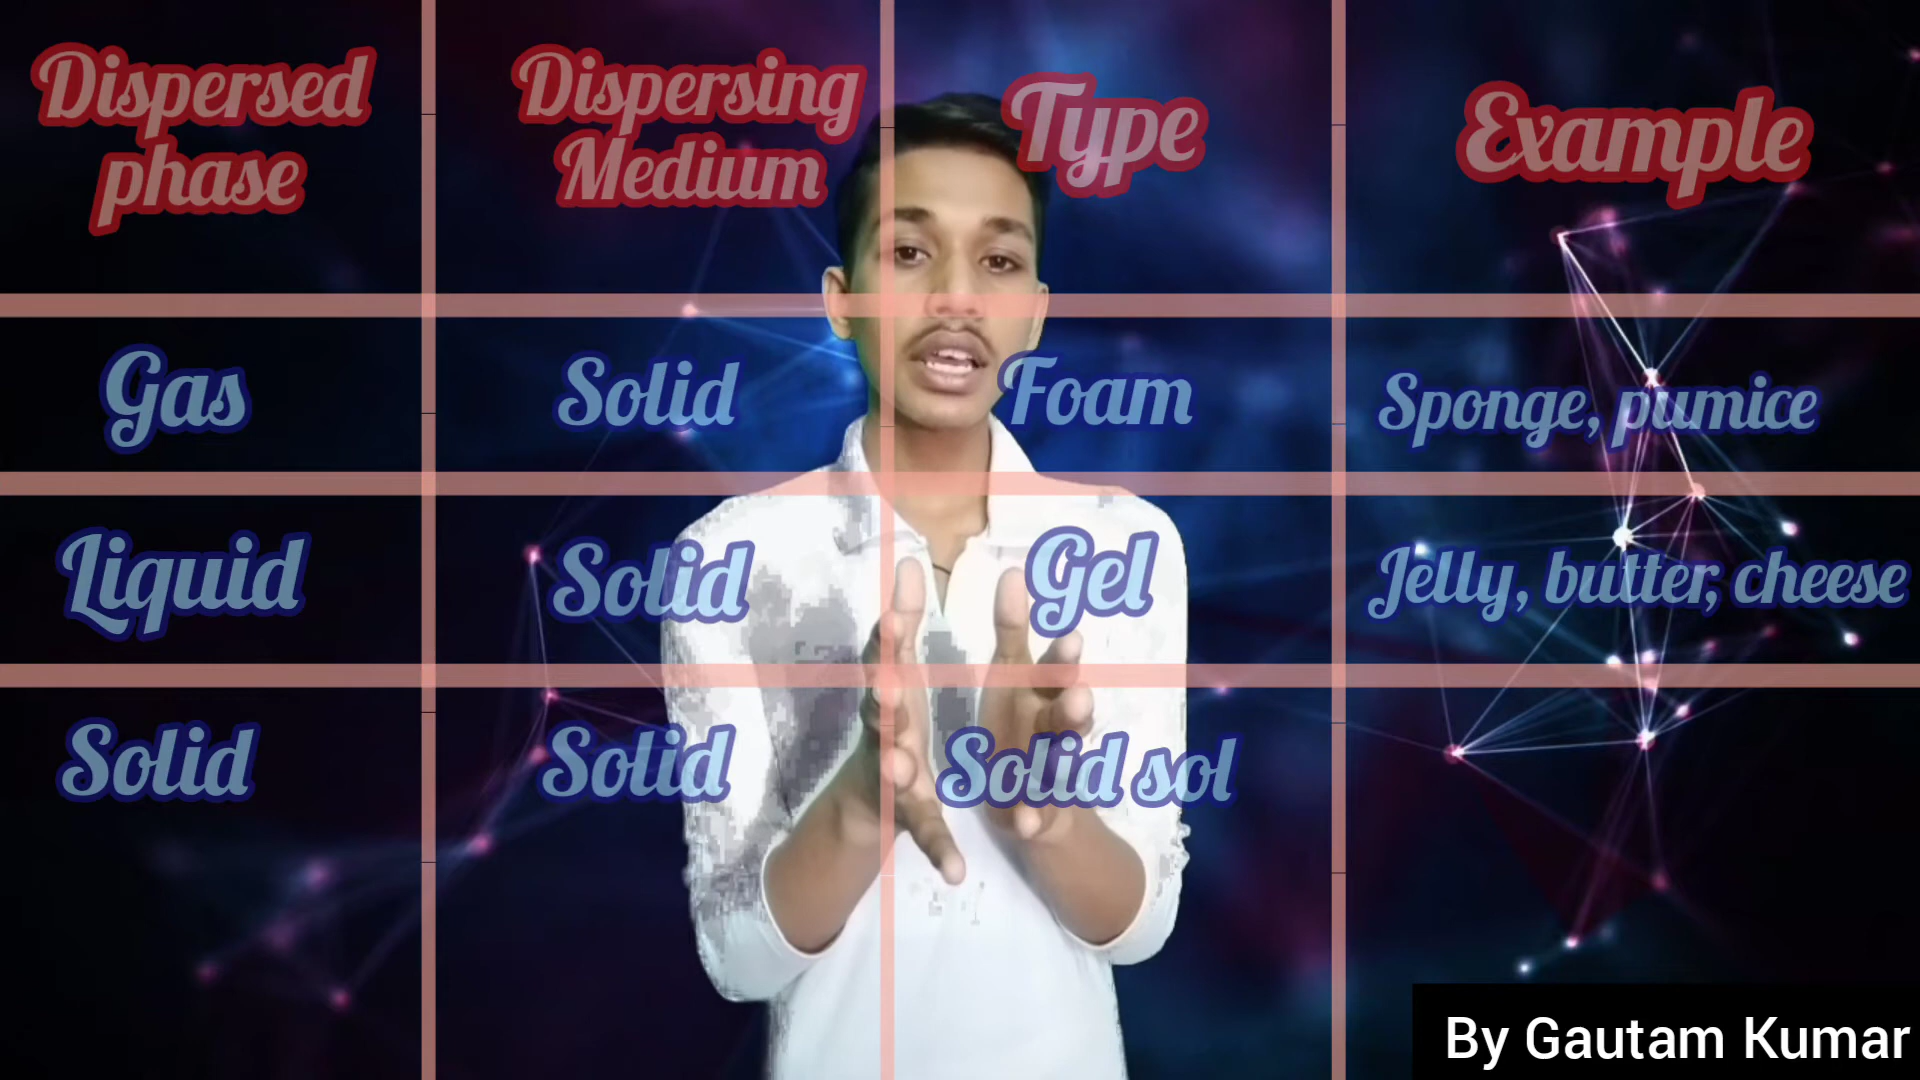 Dispersed
phase
Dispersing
Medium
Type
Example
Gas
Solid
Foam
Sponge, pumice
Liquid
Solid
Gel
Jelly, butter, cheese
Solid
Solid
Solid sol
By Gautam Kumar